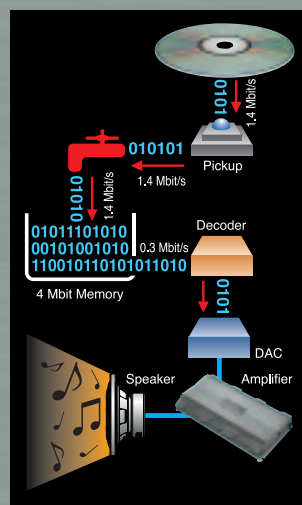 0101
1.4 Mbit/s
010101
Pickup
1.4 Mbit/s
01010
1.4 Mbit/s
Decoder
01011101010
00101001010
0.3 Mbit/s
110010110101011010
4 Mbit Memory
0101
DAC
Speaker
Amplifier